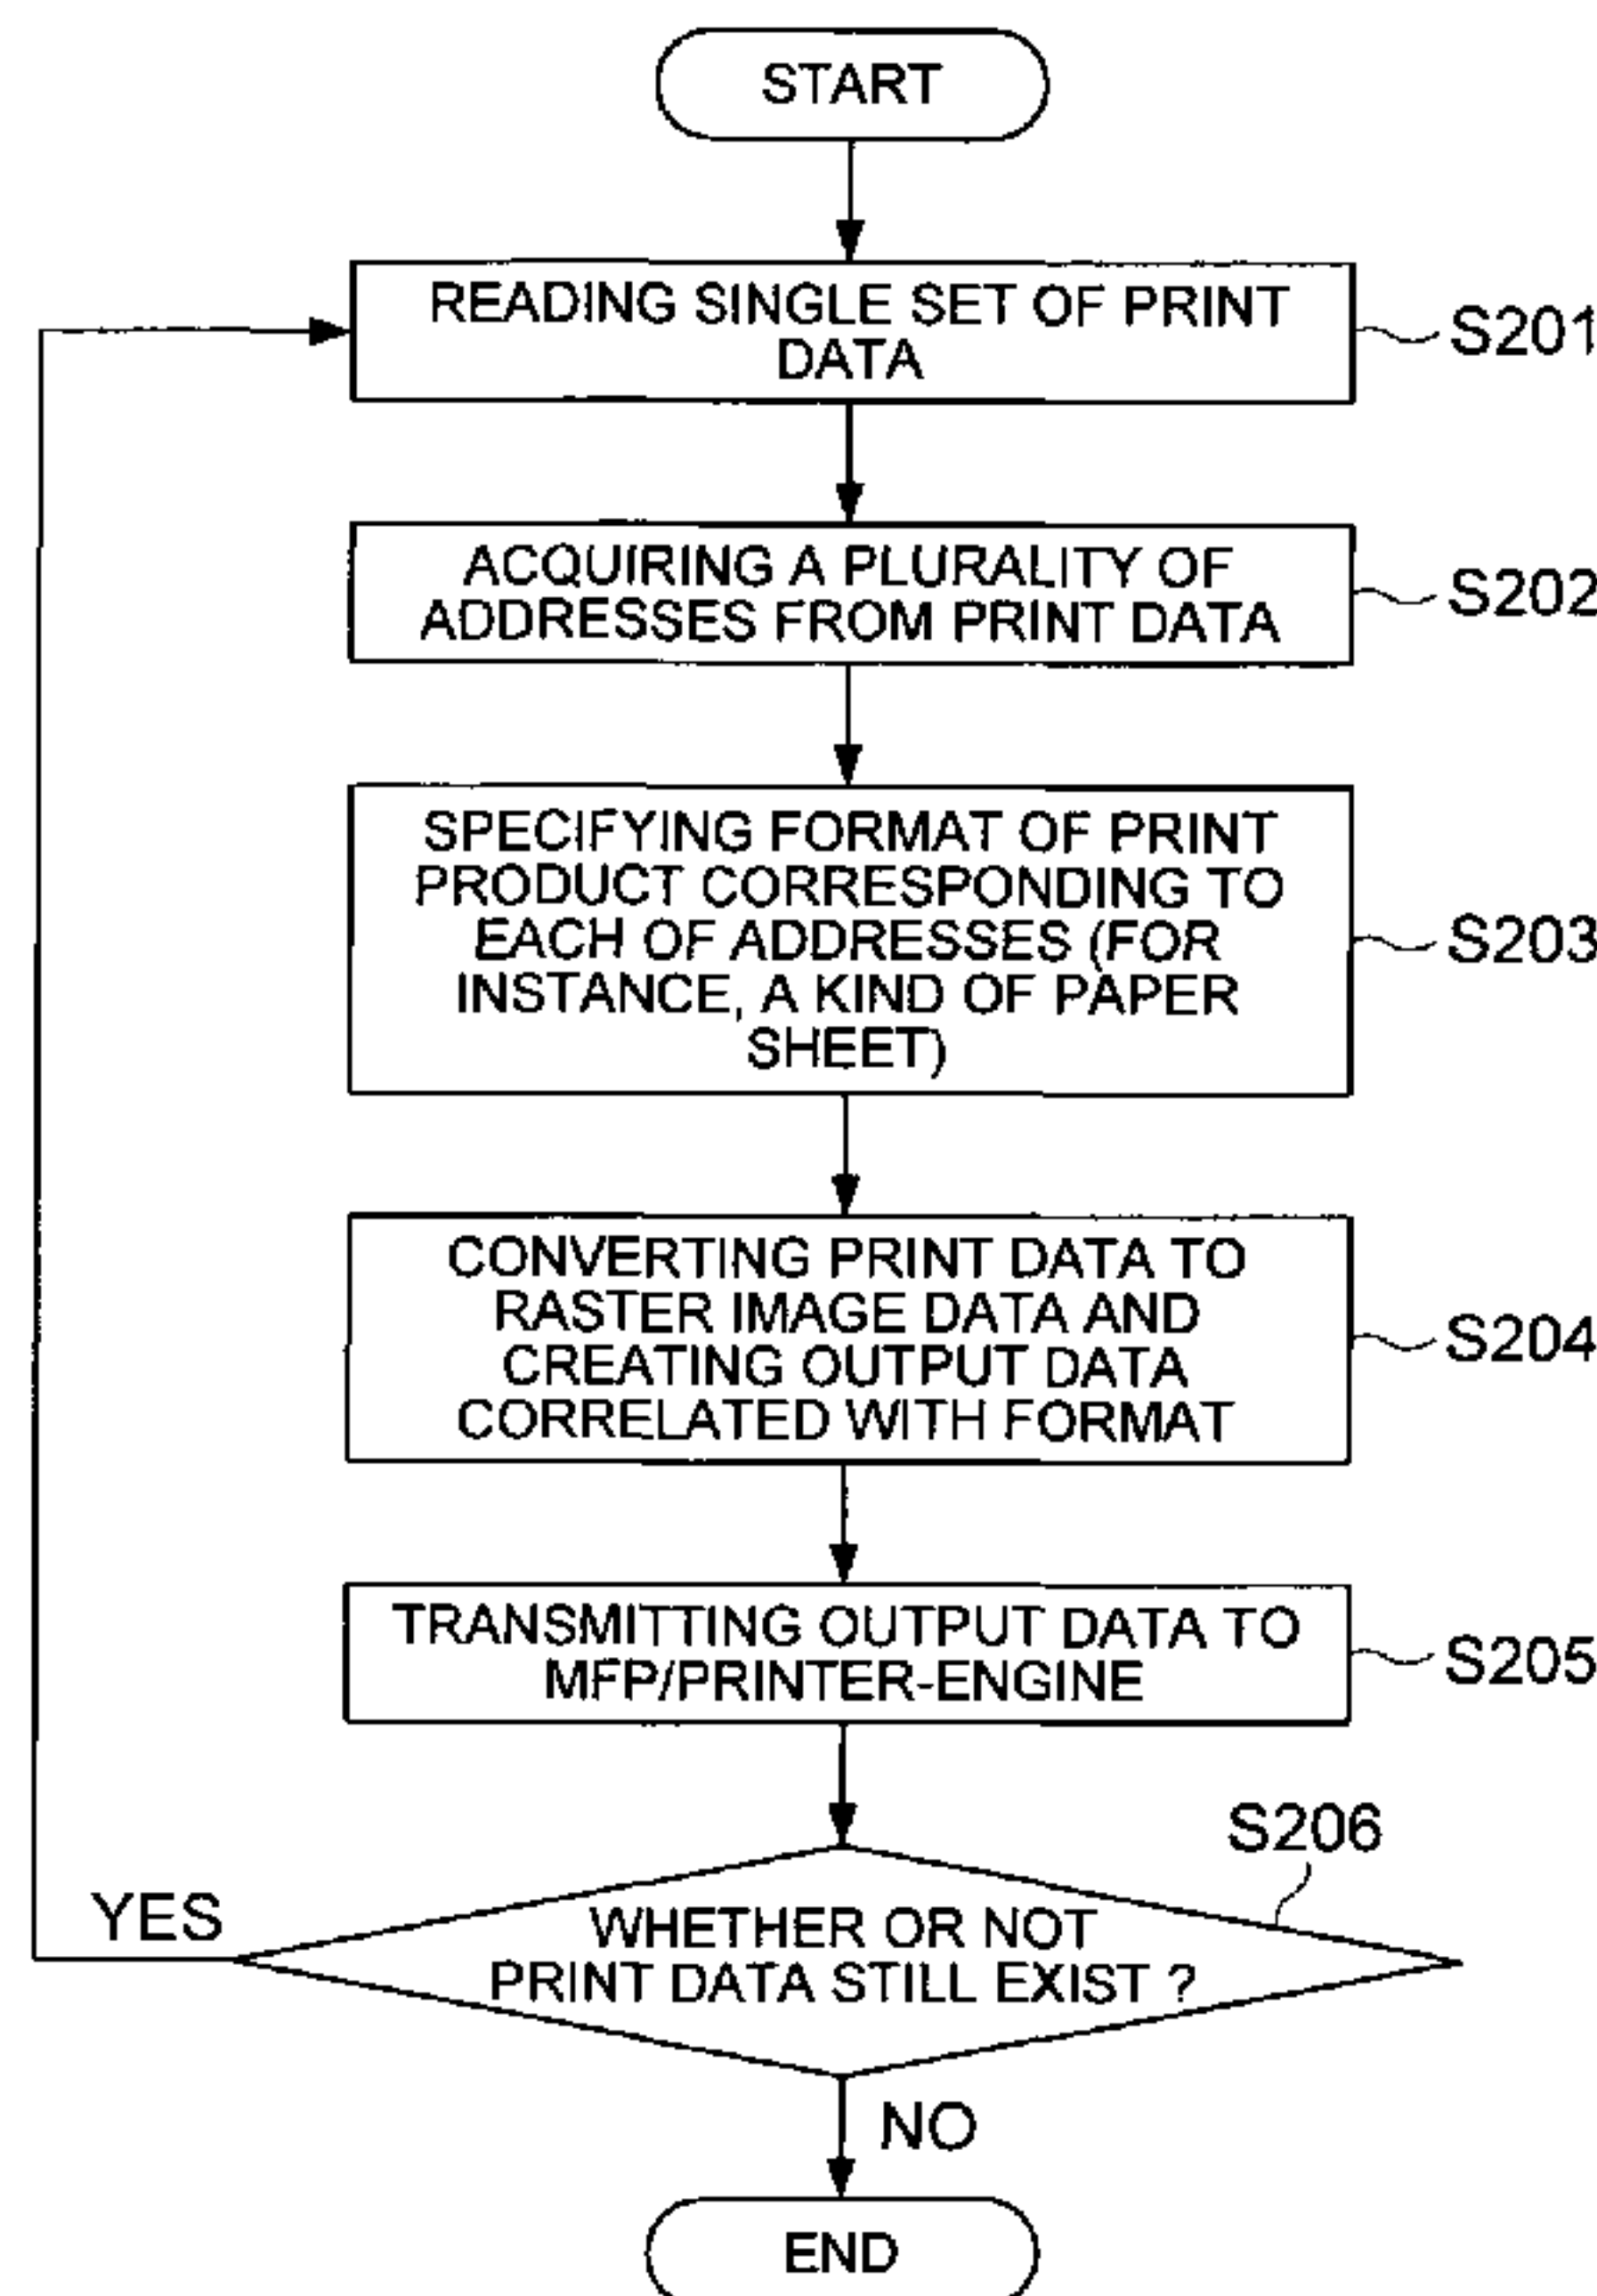 START
READING SINGLE SET OF PRINT
DATA
S201
ACQUIRING A PLURALITY OF
ADDRESSES FROM PRINT DATA
S202
SPECIFYING FORMAT OF PRINT
PRODUCT CORRESPONDING TO
EACH OF ADDRESSES (FOR
INSTANCE, A KIND OF PAPER
SHEET)
S203
CONVERTING PRINT DATA TO
RASTER IMAGE DATA AND
CREATING OUTPUT DATA
CORRELATED WITH FORMAT
S204
TRANSMITTING OUTPUT DATA TO
MFP/PRINTER-ENGINE
S205
S206
YES
WHETHER OR NOT
PRINT DATA STILL EXIST ?
NO
END